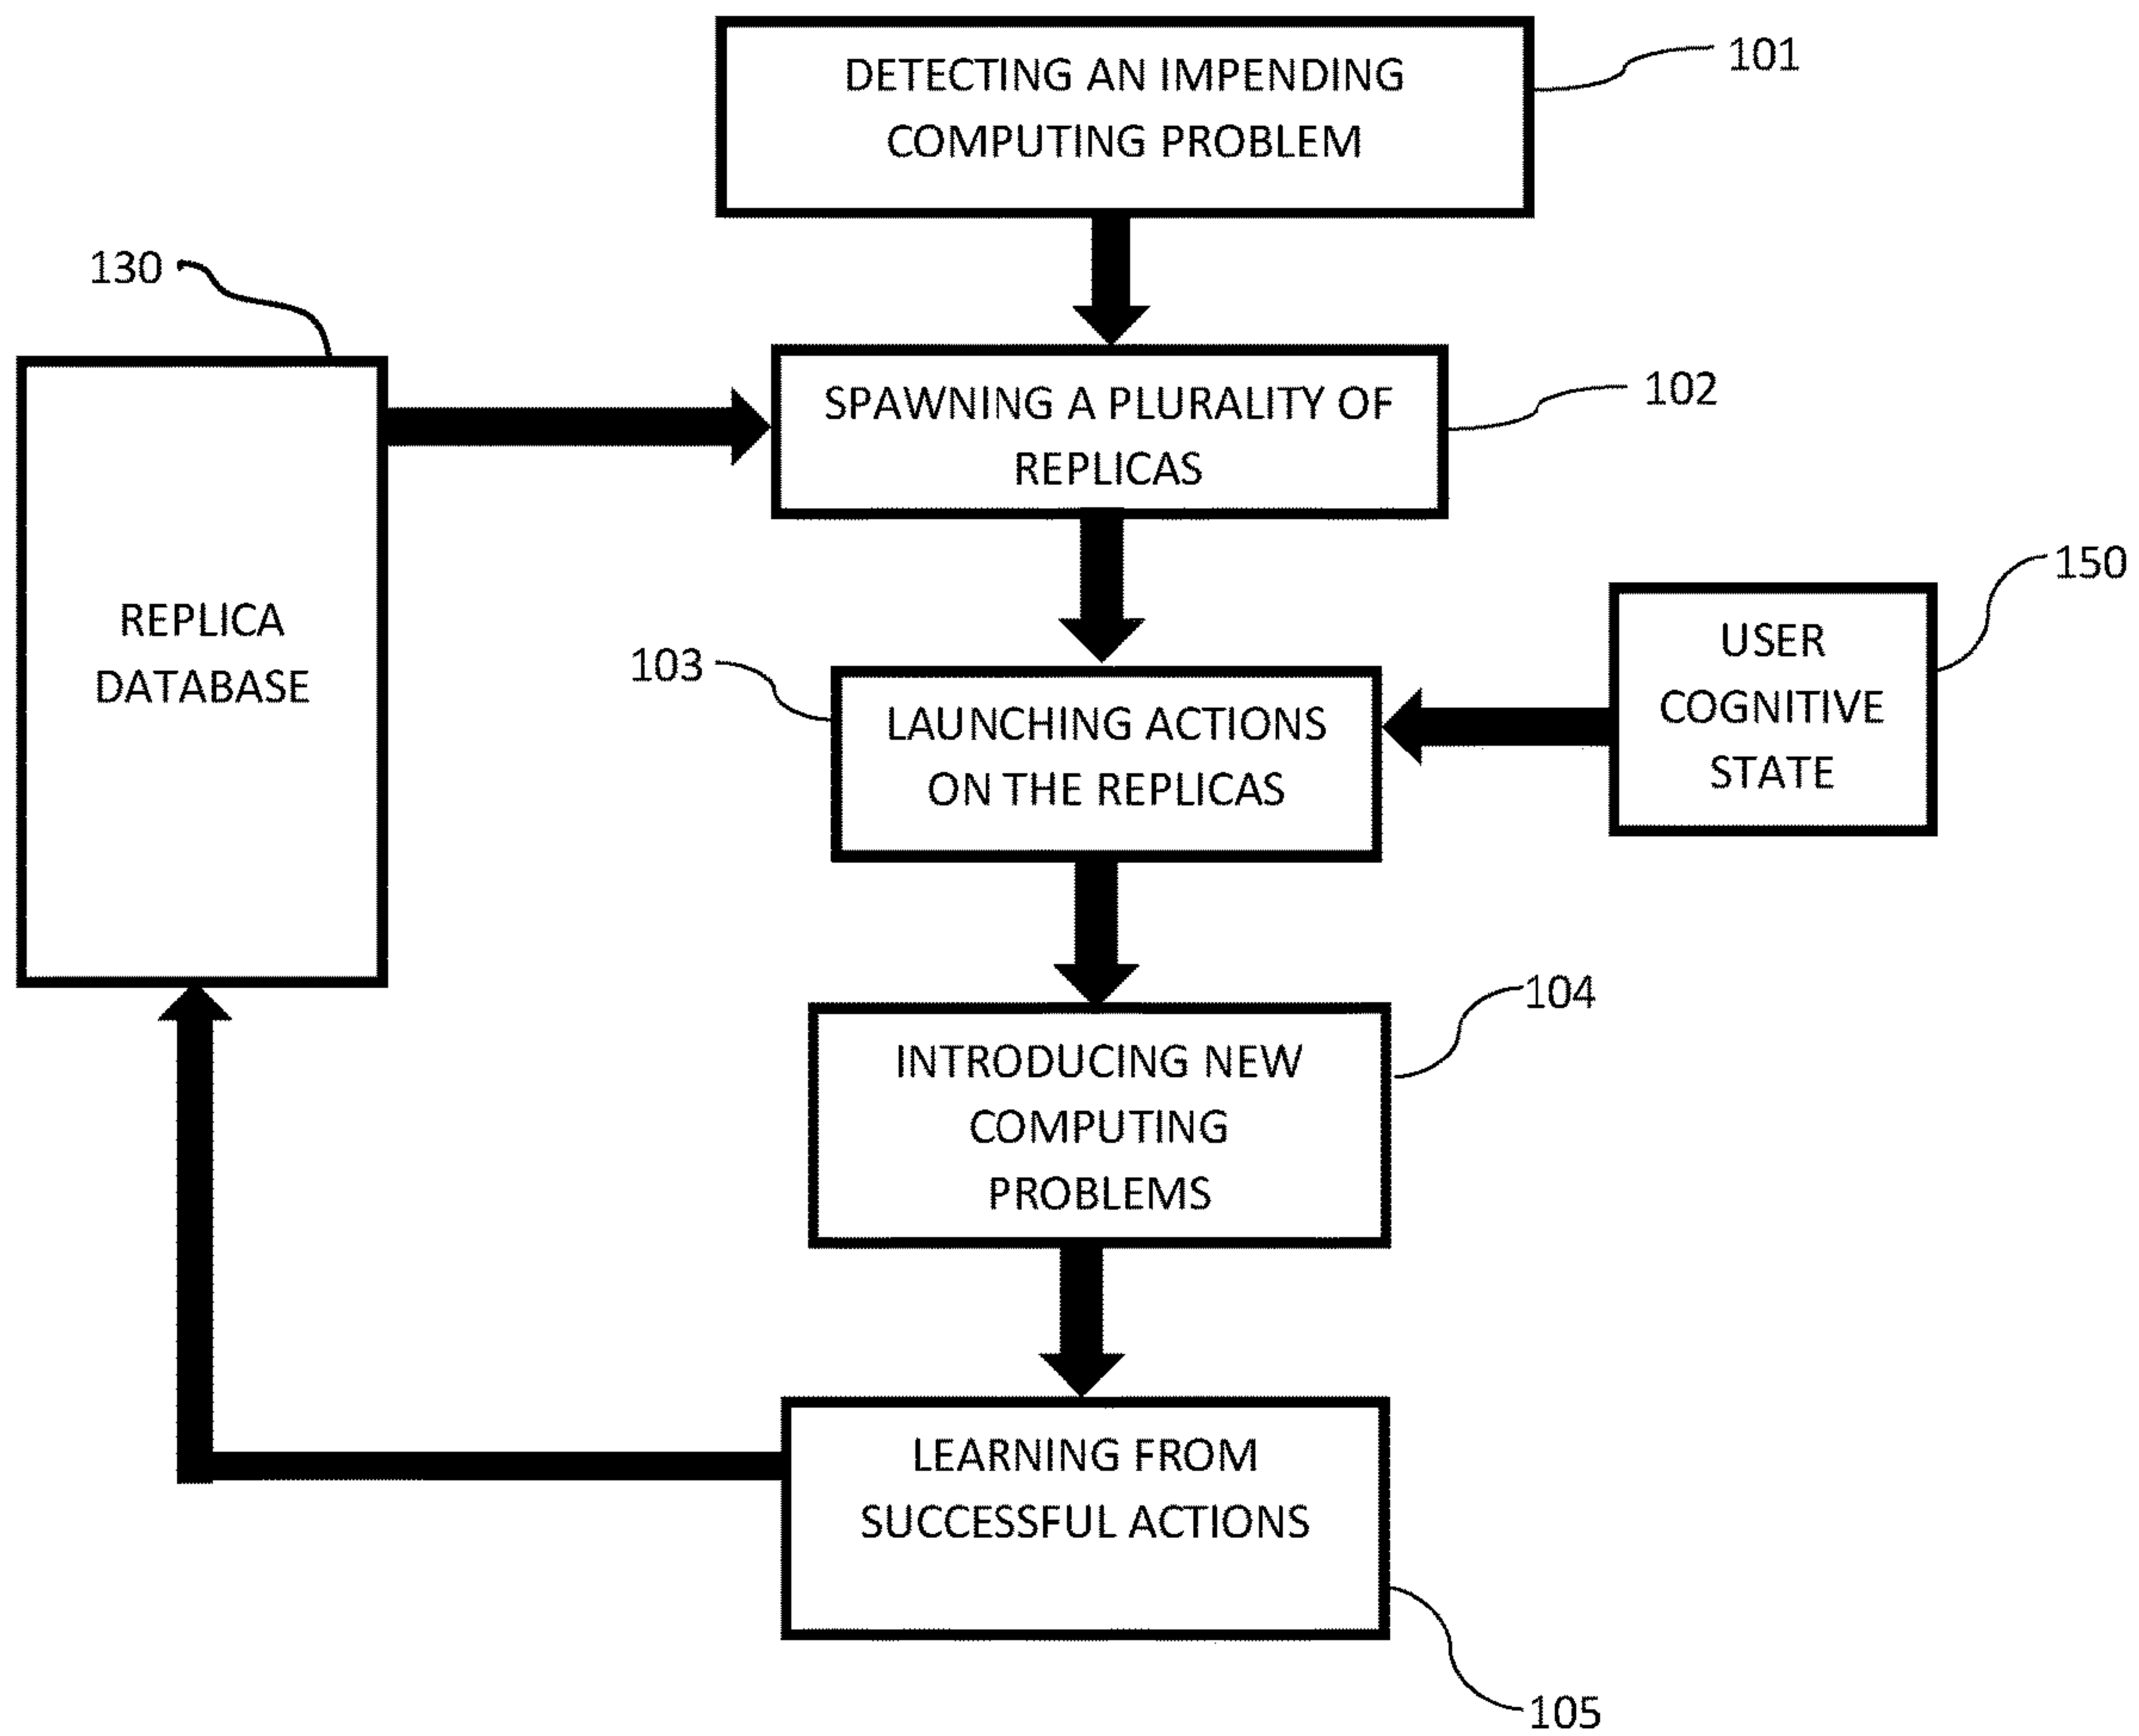 DETECTING AN IMPENDING
COMPUTING PROBLEM
101
130
SPAWNING A PLURALITY OF
REPLICAS
102
REPLICA
DATABASE
103
LAUNCHING ACTIONS
ON THE REPLICAS
150
USER
COGNITIVE
STATE
104
INTRODUCING NEW
COMPUTING
PROBLEMS
LEARNING FROM
SUCCESSFUL ACTIONS
105